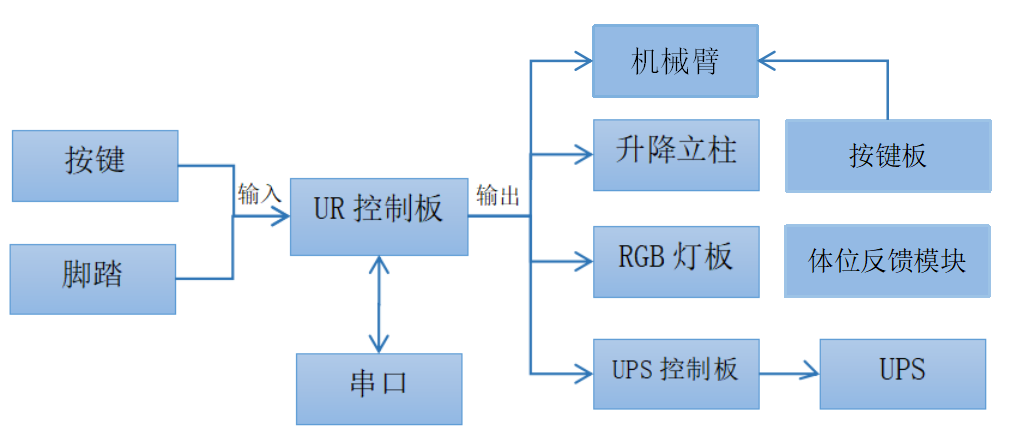 机械臂
按键
升降立柱
按键板
输入
UR 控制板
输出
脚踏
RGB 灯板
体位反馈模块
串口
UPS 控制板
UPS